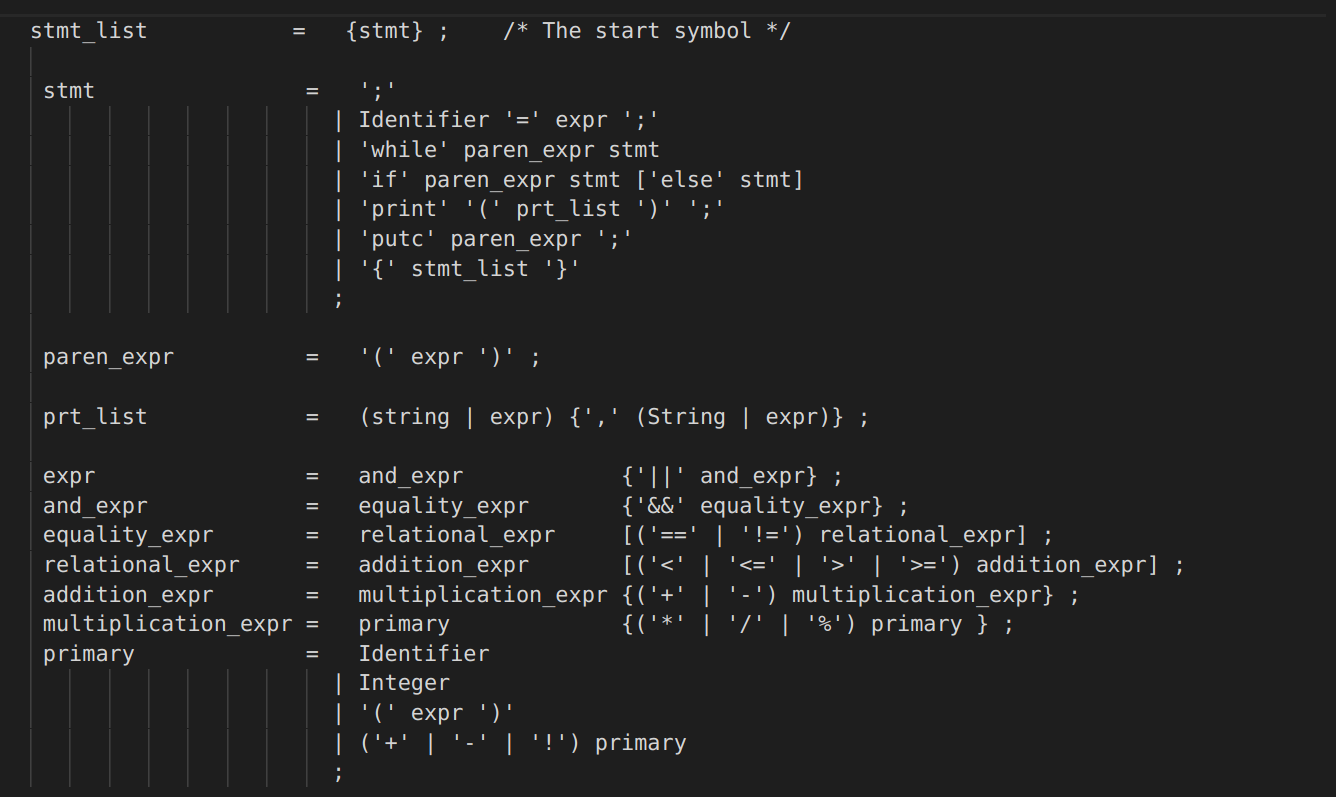 stmt_list           =   {stmt} ;    /* The start symbol */
stmt                =   ';'
| Identifier '=' expr ';'
| 'while' paren_expr stmt
| 'if' paren_expr stmt ['else' stmt]
| 'print' '(' prt_list ')' ';'
| 'putc' paren_expr ';'
| '{' stmt_list '}'
;
paren_expr          =   '(' expr ')' ;
prt_list            =   (string | expr) {',' (String | expr)} ;
expr                =   and_expr            {'||' and_expr} ;
and_expr            =   equality_expr       {'&&' equality_expr} ;
equality_expr       =   relational_expr     [('==' | '!=') relational_expr] ;
relational_expr     =   addition_expr       [('<' | '<=' | '>' | '>=') addition_expr] ;
addition_expr       =   multiplication_expr {('+' | '-') multiplication_expr} ;
multiplication_expr =   primary             {('*' | '/' | '%') primary } ;
primary             =   Identifier
| Integer
| '(' expr ')'
| ('+' | '-' | '!') primary
;